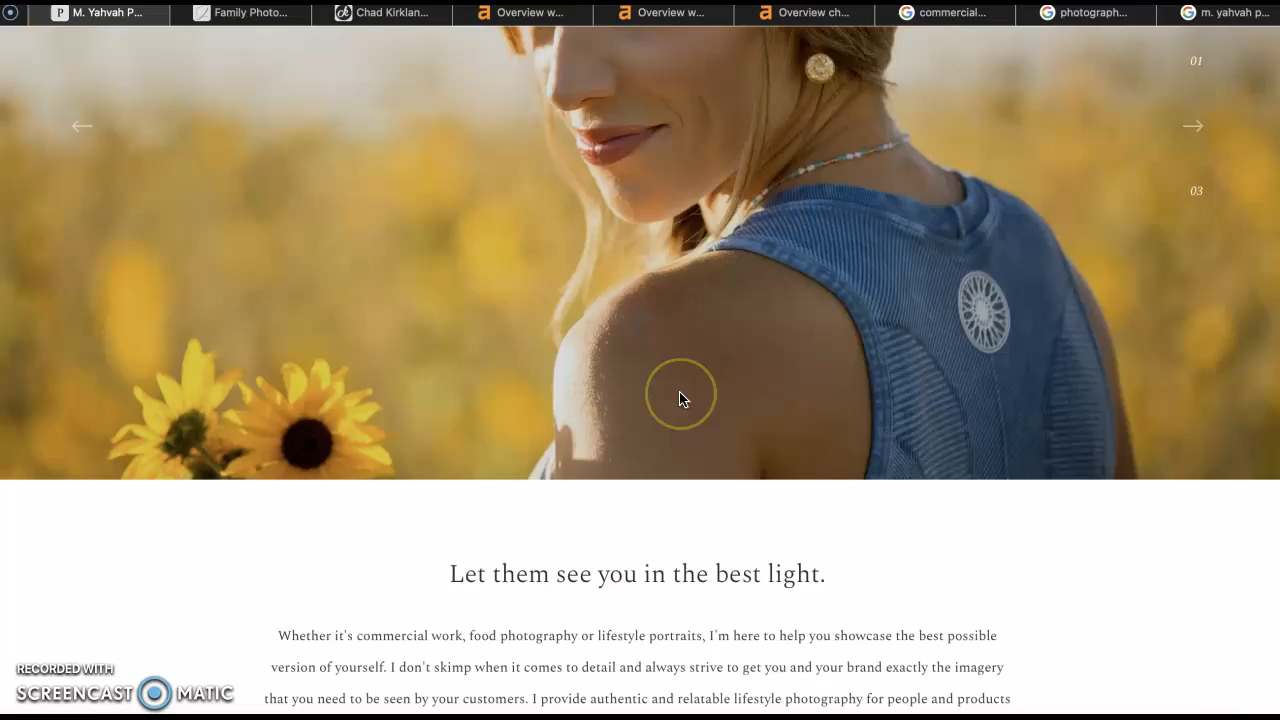 M. Yahvah P...
Family Photo...
Chad Kirklan...
Overview w...
Overview w...
Overview ch...
commercial...
photograph...
m. yahvah p...
01
03
Let them see you in the best light.
Whether it's commercial work, food photography or lifestyle portraits, I'm here to help you showcase the best possible
version of yourself. I don't skimp when it comes to detail and always strive to get you and your brand exactly the imagery
that you need to be seen by your customers. I provide authentic and relatable lifestyle photography for people and products
RECORDED WITH
SCREENCAST MATIC